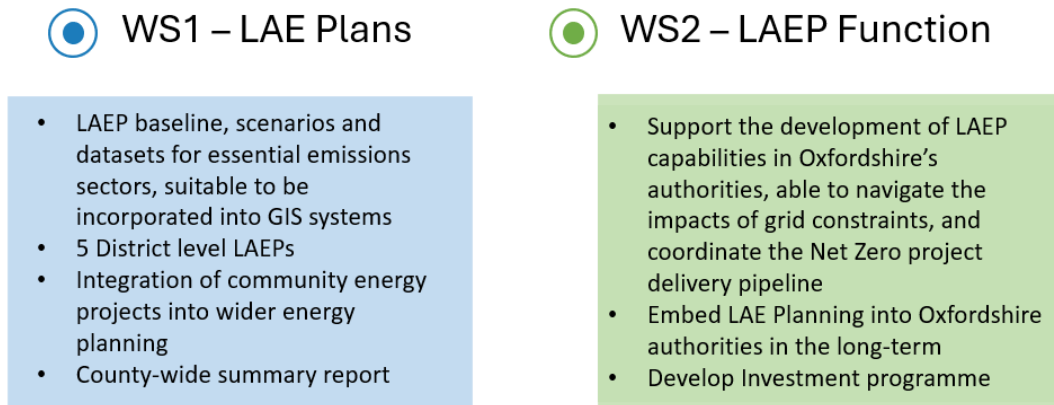 WS1 – LAE Plans
• LAEP baseline, scenarios and
datasets for essential emissions
sectors, suitable to be
incorporated into GIS systems
• 5 District level LAEPs
• Integration of community energy
projects into wider energy
planning
• County-wide summary report
WS2 – LAEP Function
• Support the development of LAEP
capabilities in Oxfordshire’s
authorities, able to navigate the
impacts of grid constraints, and
coordinate the Net Zero project
delivery pipeline
• Embed LAE Planning into Oxfordshire
authorities in the long-term
• Develop Investment programme